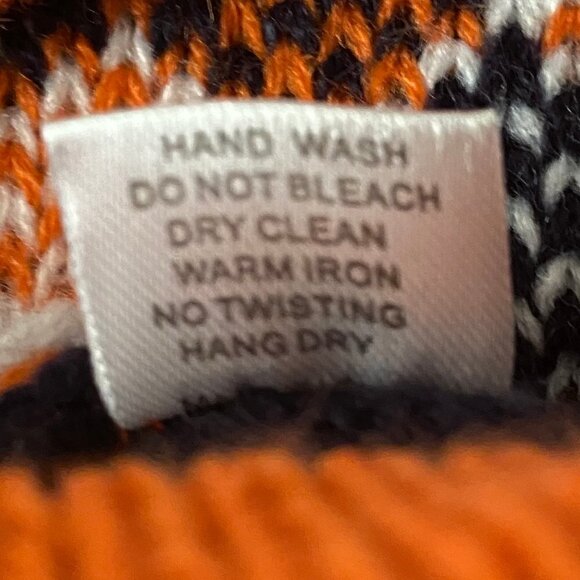 HAND WASH
DO NOT BLEACH
DRY CLEAN
WARM IRON
NO TWISTING
HANG DRY